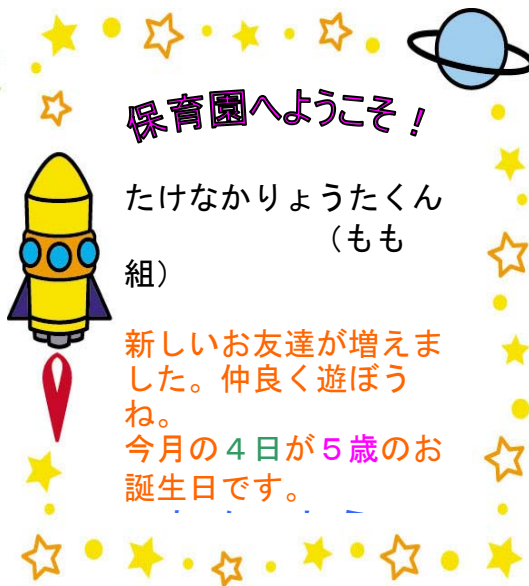 保育園へようこそ！
たけなかりょうたくん
（もも
組）
新しいお友達が増えま
した。仲良く遊ぼう
ね。
今月の４日が５歳のお
誕生日です。